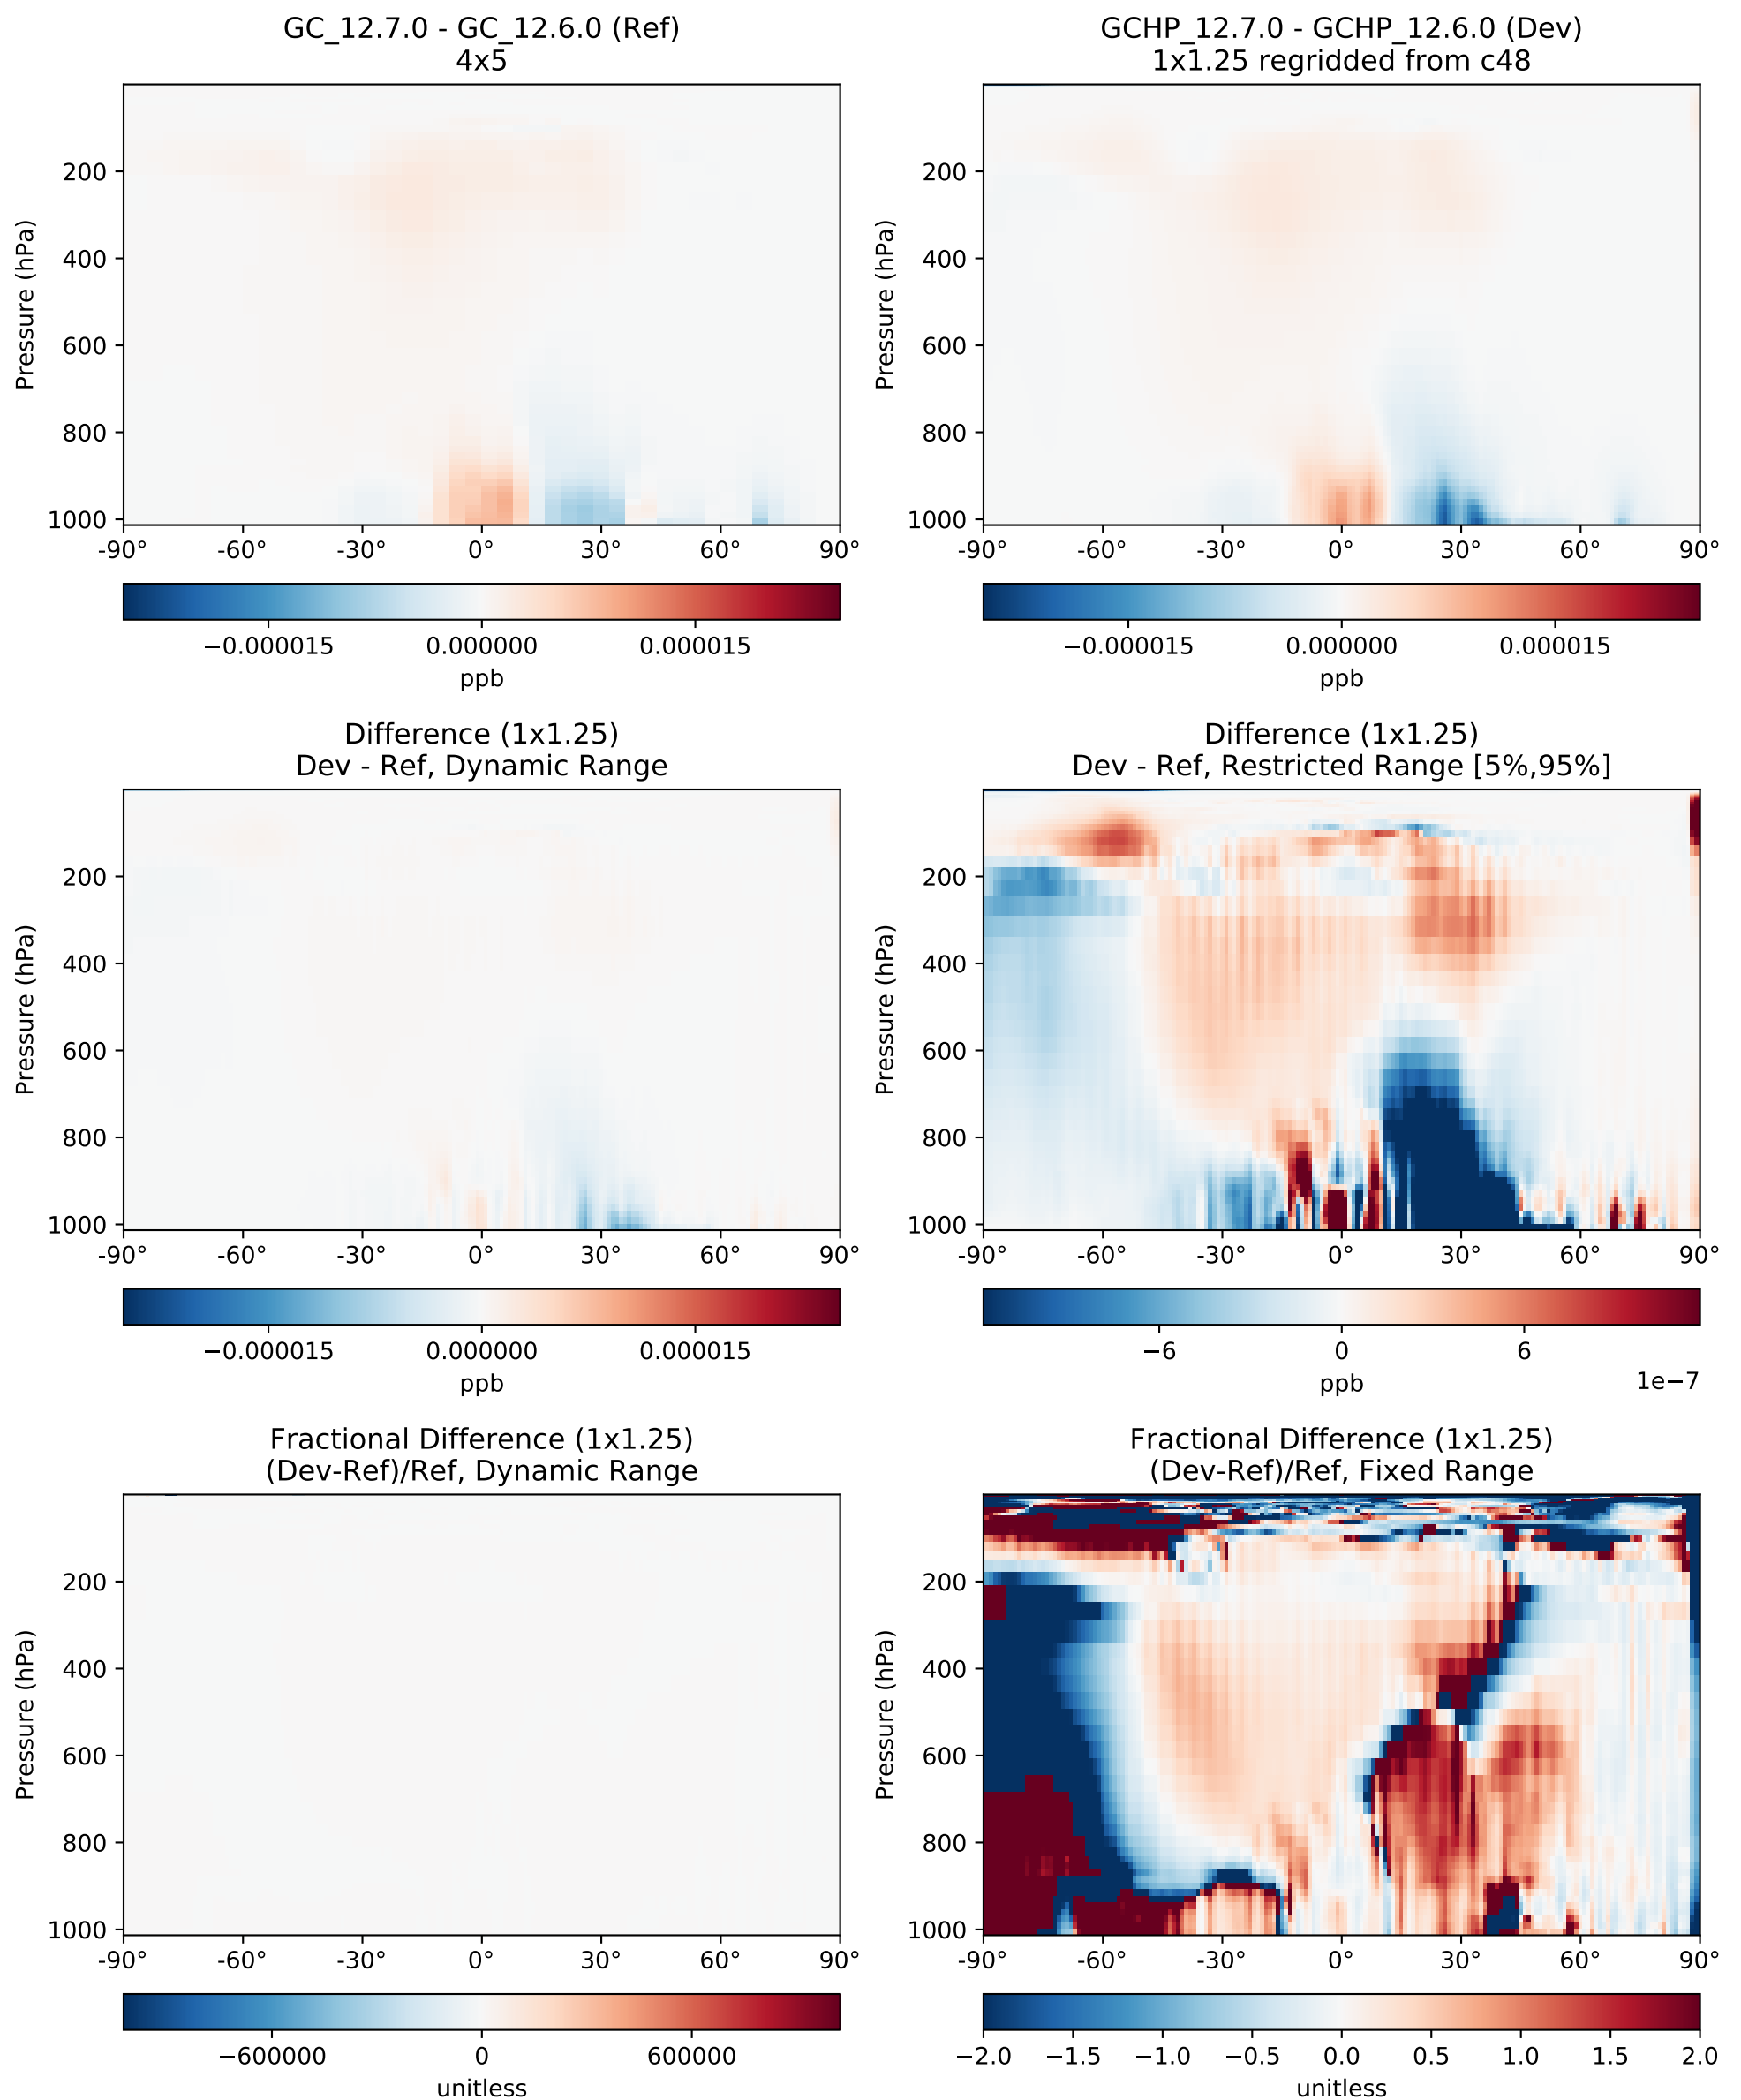 GC_12.7.0 - GC_12.6.0 (Ref)
4x5
GCHP_12.7.0 - GCHP_12.6.0 (Dev)
1x1.25 regridded from c48
Pressure (hPa)
200
400
600
800
1000
-90° -60° -30° 0° 30° 60° 90°
−0.000015 0.000000 0.000015
ppb
Pressure (hPa)
200
400
600
800
1000
-90° -60° -30° 0° 30° 60° 90°
−0.000015 0.000000 0.000015
ppb
Difference (1x1.25)
Dev - Ref, Dynamic Range
Difference (1x1.25)
Dev - Ref, Restricted Range [5%,95%]
Pressure (hPa)
200
400
600
800
1000
-90° -60° -30° 0° 30° 60° 90°
−0.000015 0.000000 0.000015
ppb
Pressure (hPa)
200
400
600
800
1000
-90° -60° -30° 0° 30° 60° 90°
−6 0 6
ppb
1e−7
Fractional Difference (1x1.25)
(Dev-Ref)/Ref, Dynamic Range
Fractional Difference (1x1.25)
(Dev-Ref)/Ref, Fixed Range
Pressure (hPa)
200
400
600
800
1000
-90° -60° -30° 0° 30° 60° 90°
−600000 0 600000
unitless
Pressure (hPa)
200
400
600
800
1000
-90° -60° -30° 0° 30° 60° 90°
−2.0 −1.5 −1.0 −0.5 0.0 0.5 1.0 1.5 2.0
unitless